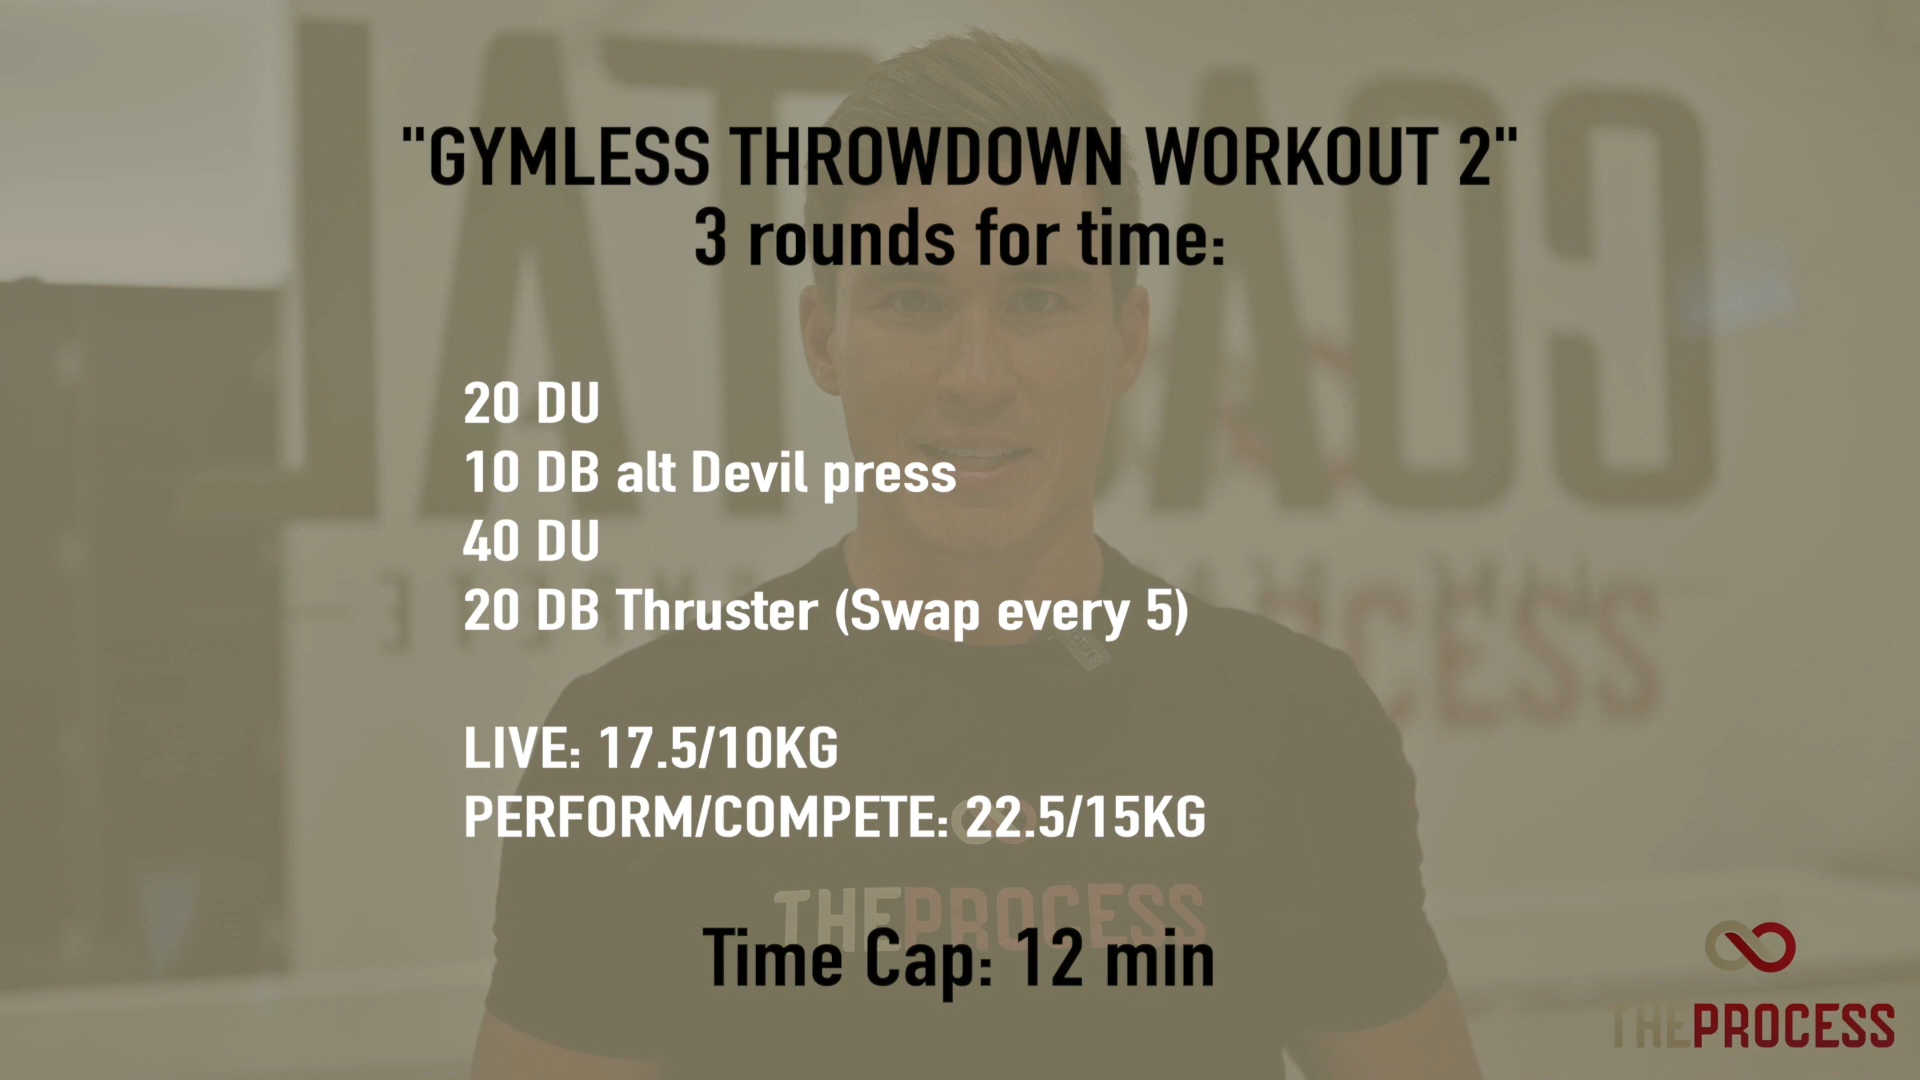 "GYMLESS THROWDOWN WORKOUT 2"
3 rounds for time:
20 DU
10 DB alt Devil press
40 DU
20 DB Thruster (Swap every 5)
LIVE: 17.5/10KG
PERFORM/COMPETE: 22.5/15KG
THEPROCESS
Time Cap: 12 min
THEPROCESS